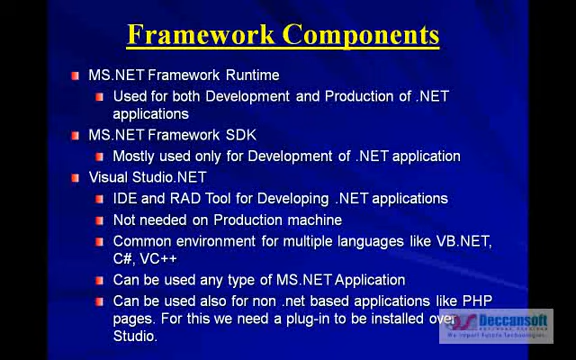 Framework Components
MS.NET Framework Runtime
Used for both Development and Production of .NET
applications
MS.NET Framework SDK
Mostly used only for Development of .NET application
Visual Studio.NET
IDE and RAD Tool for Developing .NET applications
Not needed on Production machine
Common environment for multiple languages like VB.NET,
C#, VC++
Can be used any type of MS.NET Application
Can be used also for non .net based applications like PHP
pages. For this we need a plug-in to be installed over
Studio.
Deccansoft
We Impart Future Technologies.